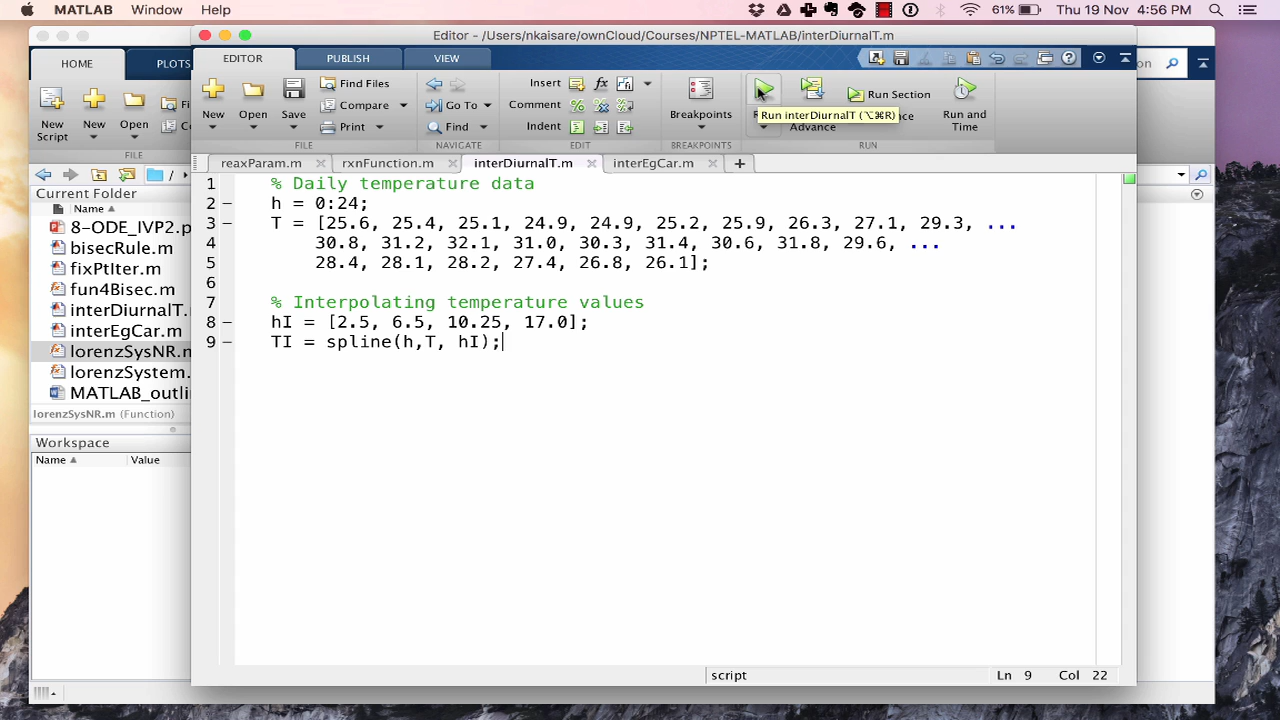 MATLAB Window Help 61% Thu 19 Nov 4:56 PM
Editor - /Users/nkaisare/ownCloud/Courses/NPTEL-MATLAB/interDiurnalT.m
HOME PLOTS
EDITOR PUBLISH VIEW
New Script New Open
FILE
New Open Save
Find Files
Compare
Print
FILE
Go To
Find
NAVIGATE
Insert
Comment
Indent
EDIT
Breakpoints
BREAKPOINTS
Run interDiurnalT (⌥⌘R)
Advance
Run Section
Run and Time
RUN
reaxParam.m rxnFunction.m interDiurnalT.m interEgCar.m
Current Folder
Name
8-ODE_IVP2.p
bisecRule.m
fixPtIter.m
fun4Bisec.m
interDiurnalT.
interEgCar.m
lorenzSysNR.m
lorenzSystem.
MATLAB_outli
lorenzSysNR.m (Function)
Workspace
Name Value
1 % Daily temperature data
2 h = 0:24;
3 T = [25.6, 25.4, 25.1, 24.9, 24.9, 25.2, 25.9, 26.3, 27.1, 29.3, ...
4 30.8, 31.2, 32.1, 31.0, 30.3, 31.4, 30.6, 31.8, 29.6, ...
5 28.4, 28.1, 28.2, 27.4, 26.8, 26.1];
6
7 % Interpolating temperature values
8 hI = [2.5, 6.5, 10.25, 17.0];
9 TI = spline(h,T, hI);
script Ln 9 Col 22